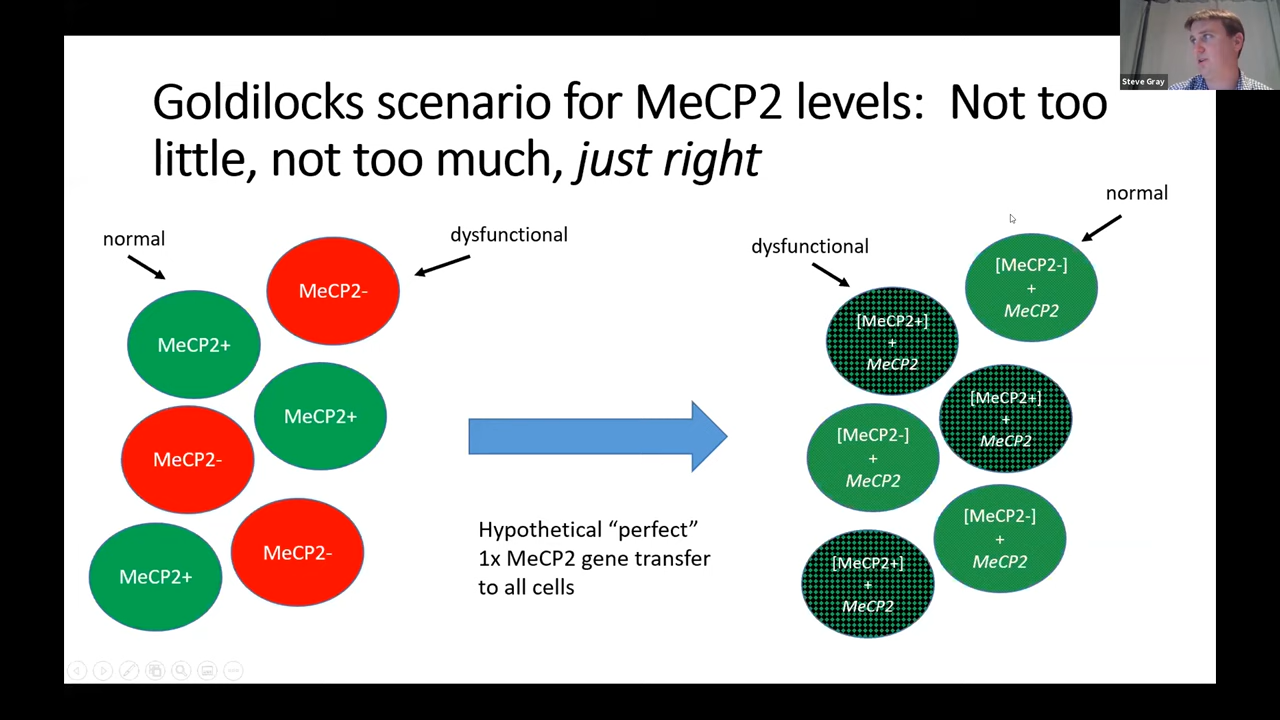 Steve Gray
Goldilocks scenario for MeCP2 levels:  Not too
little, not too much, just right
normal
dysfunctional
MeCP2-
MeCP2+
MeCP2+
MeCP2-
MeCP2-
MeCP2+
Hypothetical “perfect”
1x MeCP2 gene transfer
to all cells
dysfunctional
normal
[MeCP2-]
+
MeCP2
[MeCP2+]
+
MeCP2
[MeCP2+]
+
MeCP2
[MeCP2-]
+
MeCP2
[MeCP2-]
+
MeCP2
[MeCP2+]
+
MeCP2